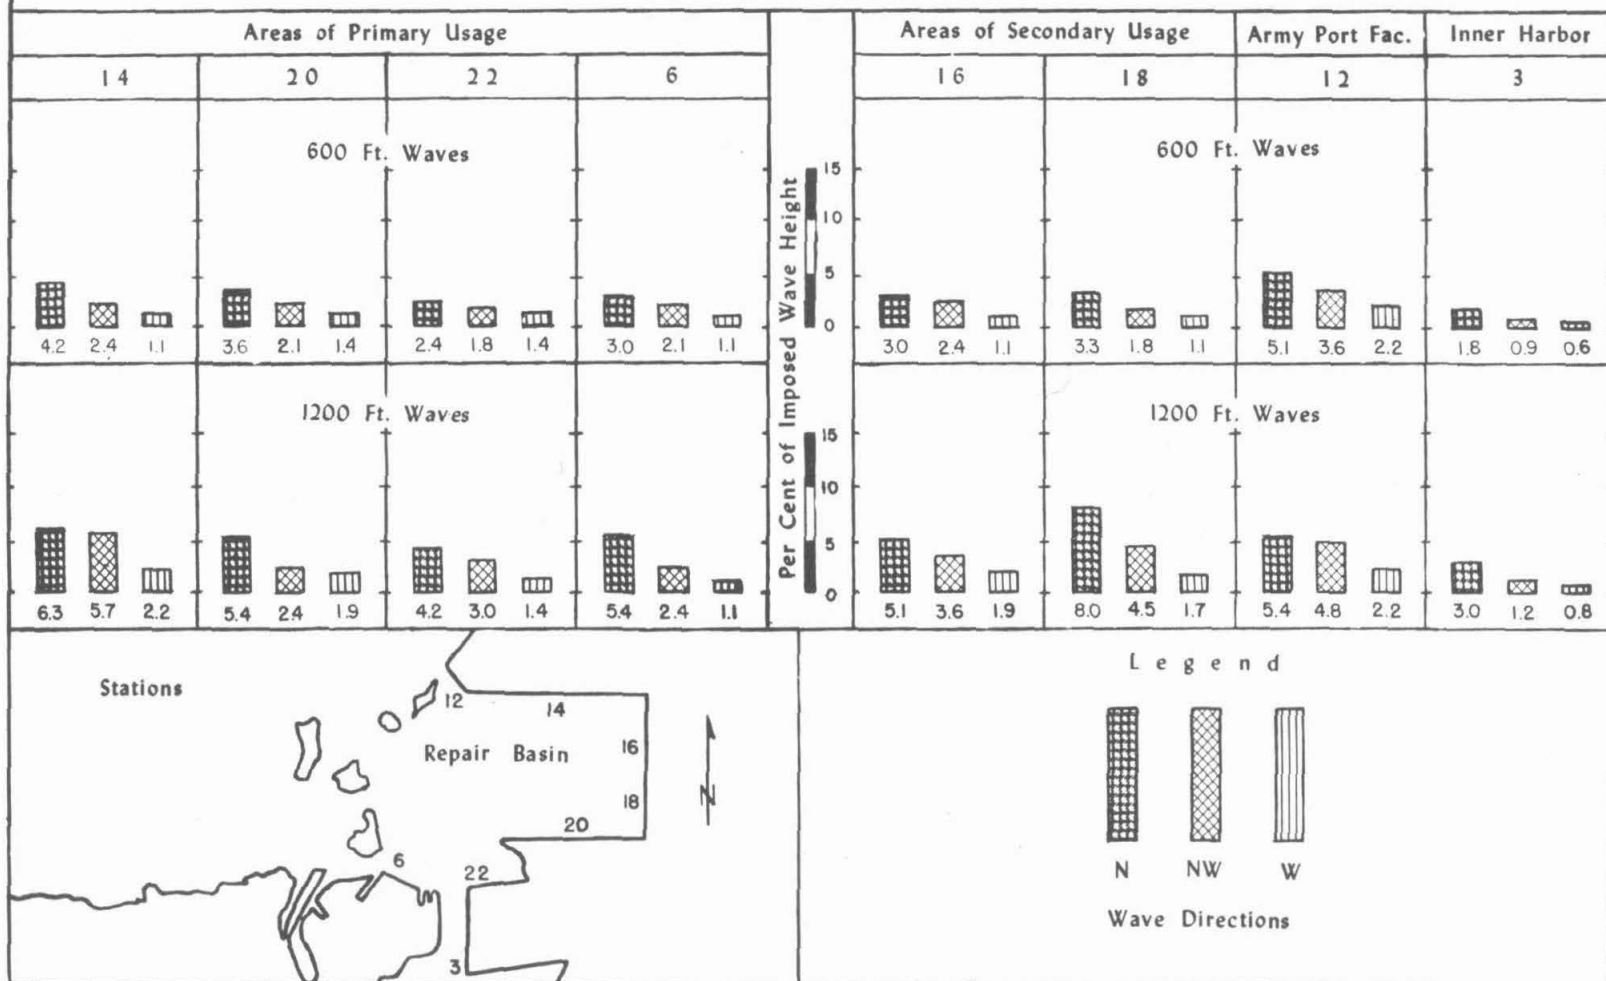 Areas of Primary Usage
Areas of Secondary Usage
Army Port Fac.
Inner Harbor
14 20 22 6
16 18 12 3
600 Ft. Waves
600 Ft. Waves
Per Cent of Imposed Wave Height
15
10
5
0
4.2 2.4 1.1 3.6 2.1 1.4 2.4 1.8 1.4 3.0 2.1 1.1
3.0 2.4 1.1 3.3 1.8 1.1 5.1 3.6 2.2 1.8 0.9 0.6
1200 Ft. Waves
1200 Ft. Waves
15
10
5
0
6.3 5.7 2.2 5.4 2.4 1.9 4.2 3.0 1.4 5.4 2.4 1.1
5.1 3.6 1.9 8.0 4.5 1.7 5.4 4.8 2.2 3.0 1.2 0.8
Stations
12
14
Repair Basin
16
18
20
6
22
3
N
Legend
N NW W
Wave Directions